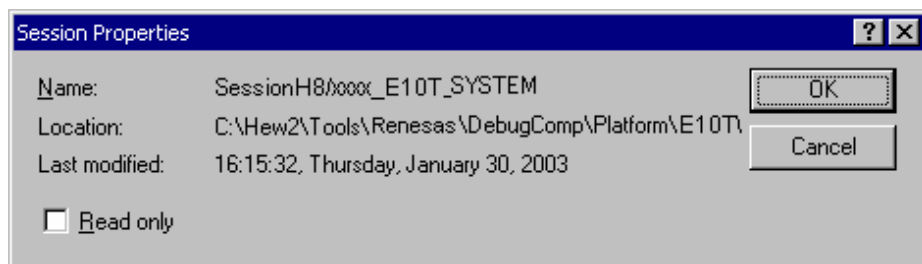 Session Properties
Name: SessionH8/xxxx_E10T_SYSTEM
OK
Location: C:\Hew2\Tools\Renesas\DebugComp\Platform\E10T\
Last modified: 16:15:32, Thursday, January 30, 2003
Cancel
Read only